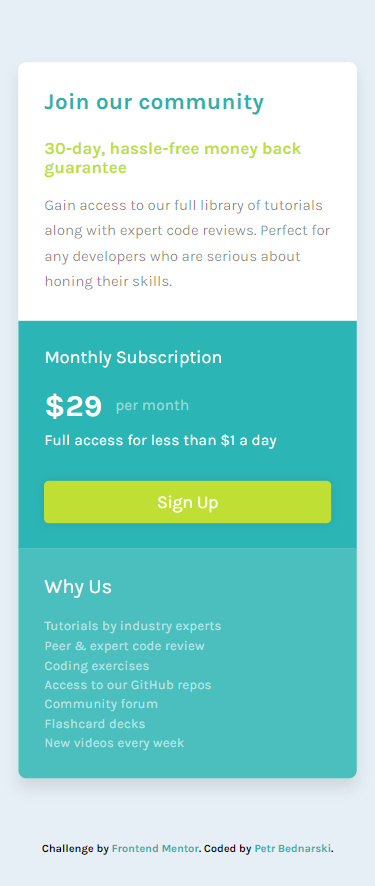 Join our community
30-day, hassle-free money back
guarantee
Gain access to our full library of tutorials
along with expert code reviews. Perfect for
any developers who are serious about
honing their skills.
Monthly Subscription
$29 per month
Full access for less than $1 a day
Sign Up
Why Us
Tutorials by industry experts
Peer & expert code review
Coding exercises
Access to our GitHub repos
Community forum
Flashcard decks
New videos every week
Challenge by Frontend Mentor. Coded by Petr Bednarski.